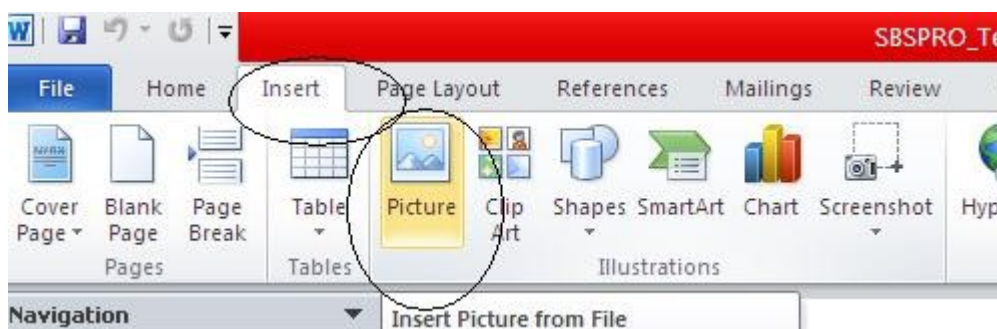 W
SBSPRO_Te
File Home Insert Page Layout References Mailings Review
Cover Page Blank Page Page Break Table Picture Clip Art Shapes SmartArt Chart Screenshot Hyp
Pages Tables Illustrations
Navigation
Insert Picture from File